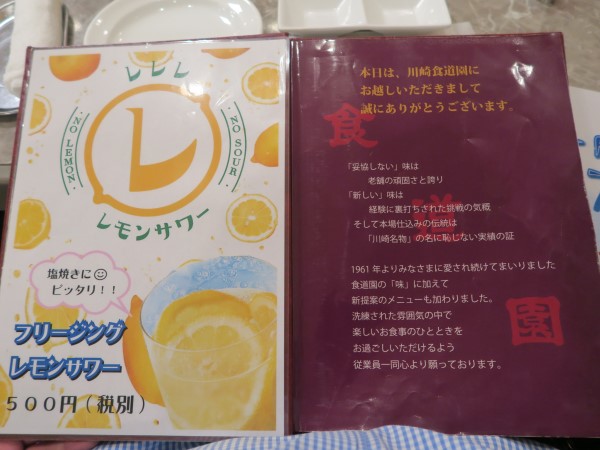 レレレ
NO LEMON.
NO SOUR.
レ
レモンサワー
塩焼きに
ピッタリ!!
フリージング
レモンサワー
500円(税別)
本日は、川崎食道園に
お越しいただきまして
誠にありがとうございます。
食
道
園
「妥協しない」味は
老舗の頑固さと誇り
「新しい」味は
経験に裏打ちされた挑戦の気概
そして本場仕込みの伝統は
「川崎名物」の名に恥じない実績の証
1961年よりみなさまに愛され続けてまいりました
食道園の「味」に加えて
新提案のメニューも加わりました。
洗練された雰囲気の中で
楽しいお食事のひとときを
お過ごしいただけるよう
従業員一同心より願っております。